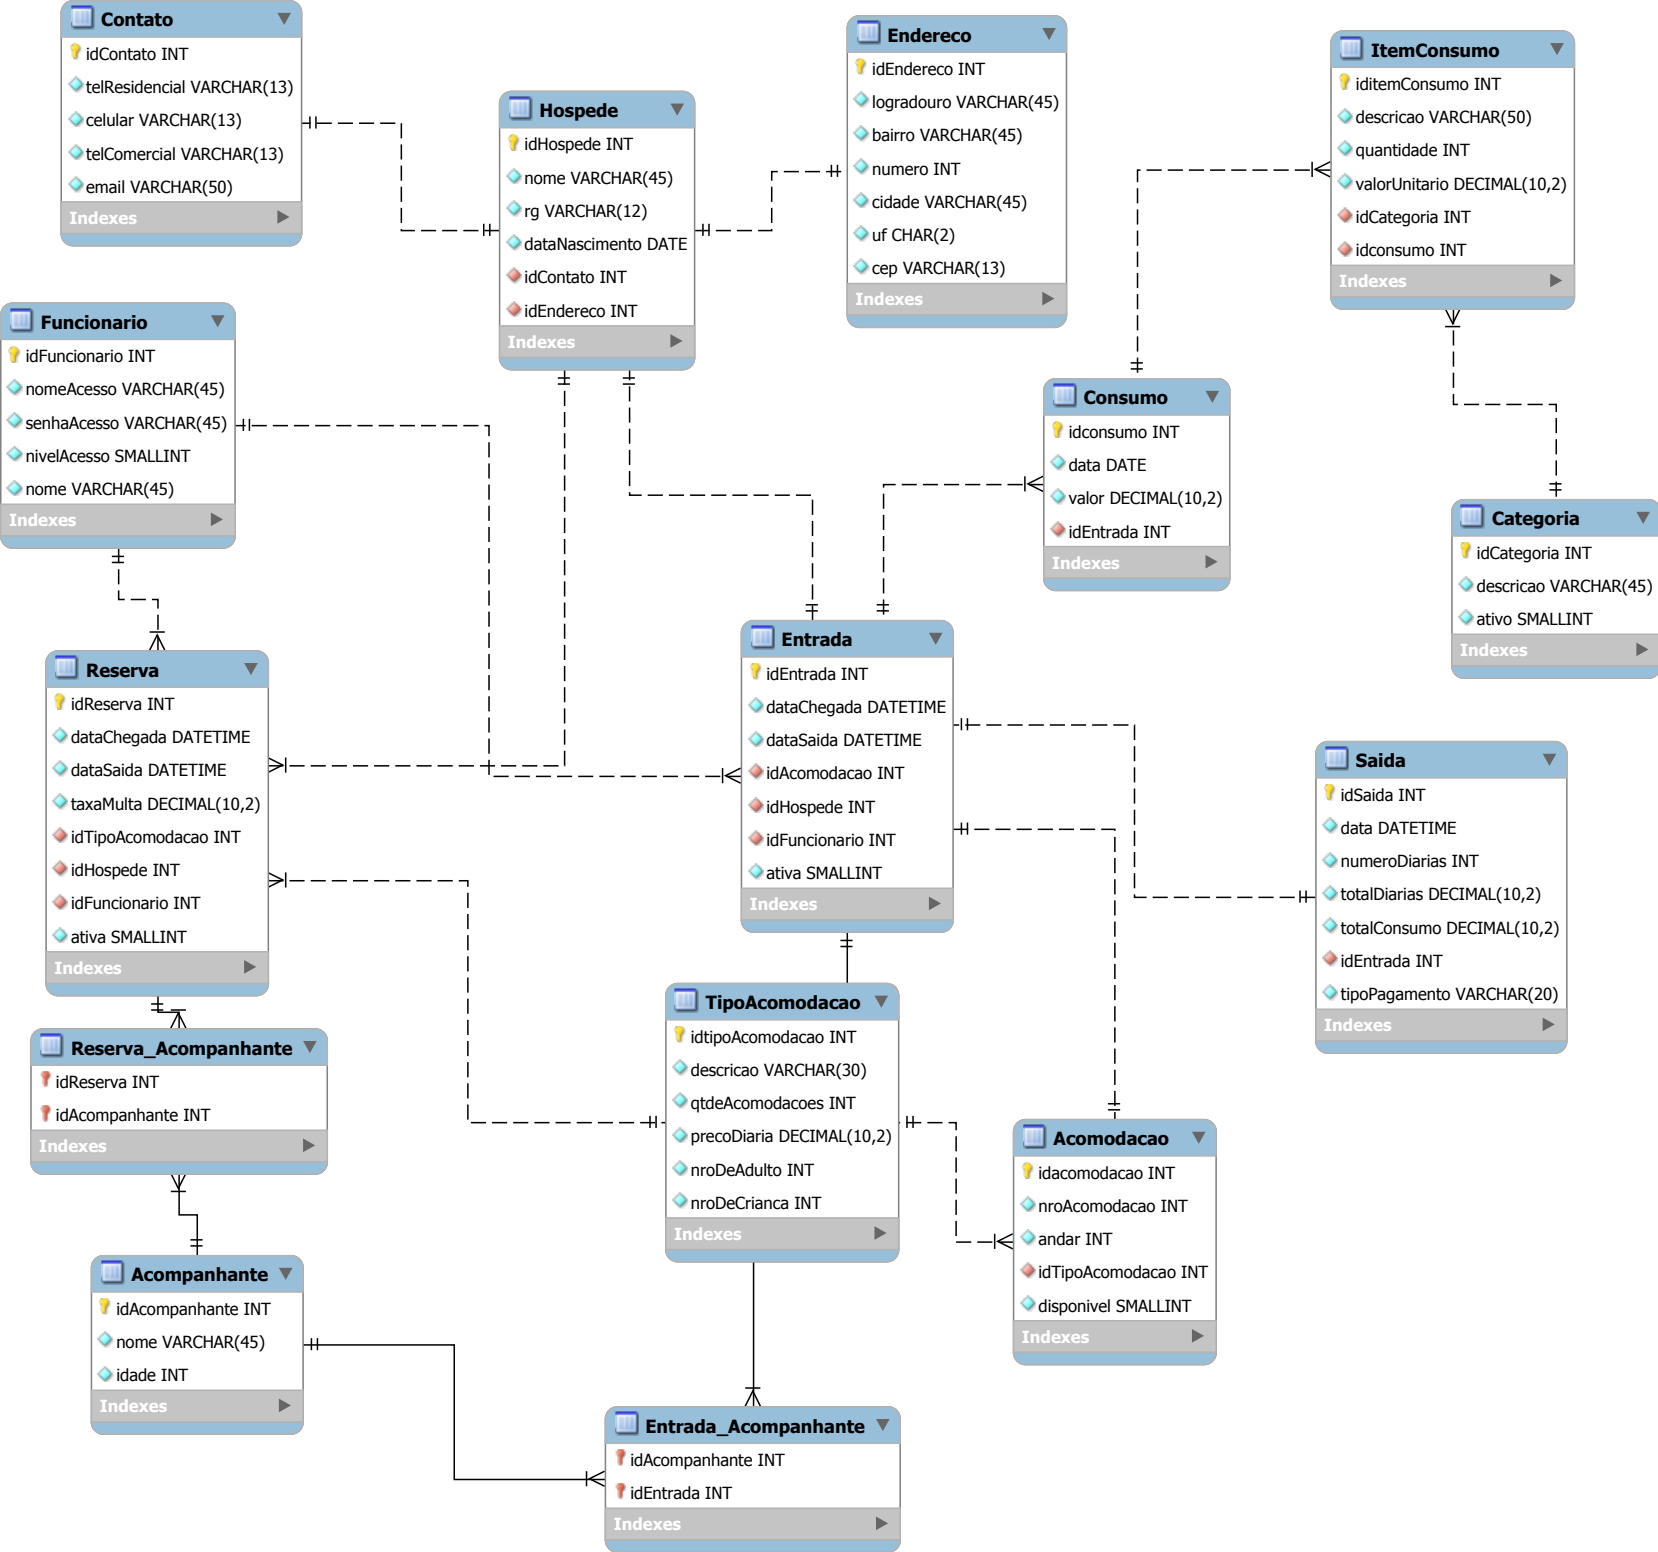 Contato
idContato INT
telResidencial VARCHAR(13)
celular VARCHAR(13)
telComercial VARCHAR(13)
email VARCHAR(50)
Indexes
Hospede
idHospede INT
nome VARCHAR(45)
rg VARCHAR(12)
dataNascimento DATE
idContato INT
idEndereco INT
Indexes
Endereco
idEndereco INT
logradouro VARCHAR(45)
bairro VARCHAR(45)
numero INT
cidade VARCHAR(45)
uf CHAR(2)
cep VARCHAR(13)
Indexes
ItemConsumo
iditemConsumo INT
descricao VARCHAR(50)
quantidade INT
valorUnitario DECIMAL(10,2)
idCategoria INT
idconsumo INT
Indexes
Funcionario
idFuncionario INT
nomeAcesso VARCHAR(45)
senhaAcesso VARCHAR(45)
nivelAcesso SMALLINT
nome VARCHAR(45)
Indexes
Consumo
idconsumo INT
data DATE
valor DECIMAL(10,2)
idEntrada INT
Indexes
Categoria
idCategoria INT
descricao VARCHAR(45)
ativo SMALLINT
Indexes
Reserva
idReserva INT
dataChegada DATETIME
dataSaida DATETIME
taxaMulta DECIMAL(10,2)
idTipoAcomodacao INT
idHospede INT
idFuncionario INT
ativa SMALLINT
Indexes
Entrada
idEntrada INT
dataChegada DATETIME
dataSaida DATETIME
idAcomodacao INT
idHospede INT
idFuncionario INT
ativa SMALLINT
Indexes
Saida
idSaida INT
data DATETIME
numeroDiarias INT
totalDiarias DECIMAL(10,2)
totalConsumo DECIMAL(10,2)
idEntrada INT
tipoPagamento VARCHAR(20)
Indexes
Reserva_Acompanhante
idReserva INT
idAcompanhante INT
Indexes
TipoAcomodacao
idtipoAcomodacao INT
descricao VARCHAR(30)
qtdeAcomodacoes INT
precoDiaria DECIMAL(10,2)
nroDeAdulto INT
nroDeCrianca INT
Indexes
Acomodacao
idacomodacao INT
nroAcomodacao INT
andar INT
idTipoAcomodacao INT
disponivel SMALLINT
Indexes
Acompanhante
idAcompanhante INT
nome VARCHAR(45)
idade INT
Indexes
Entrada_Acompanhante
idAcompanhante INT
idEntrada INT
Indexes